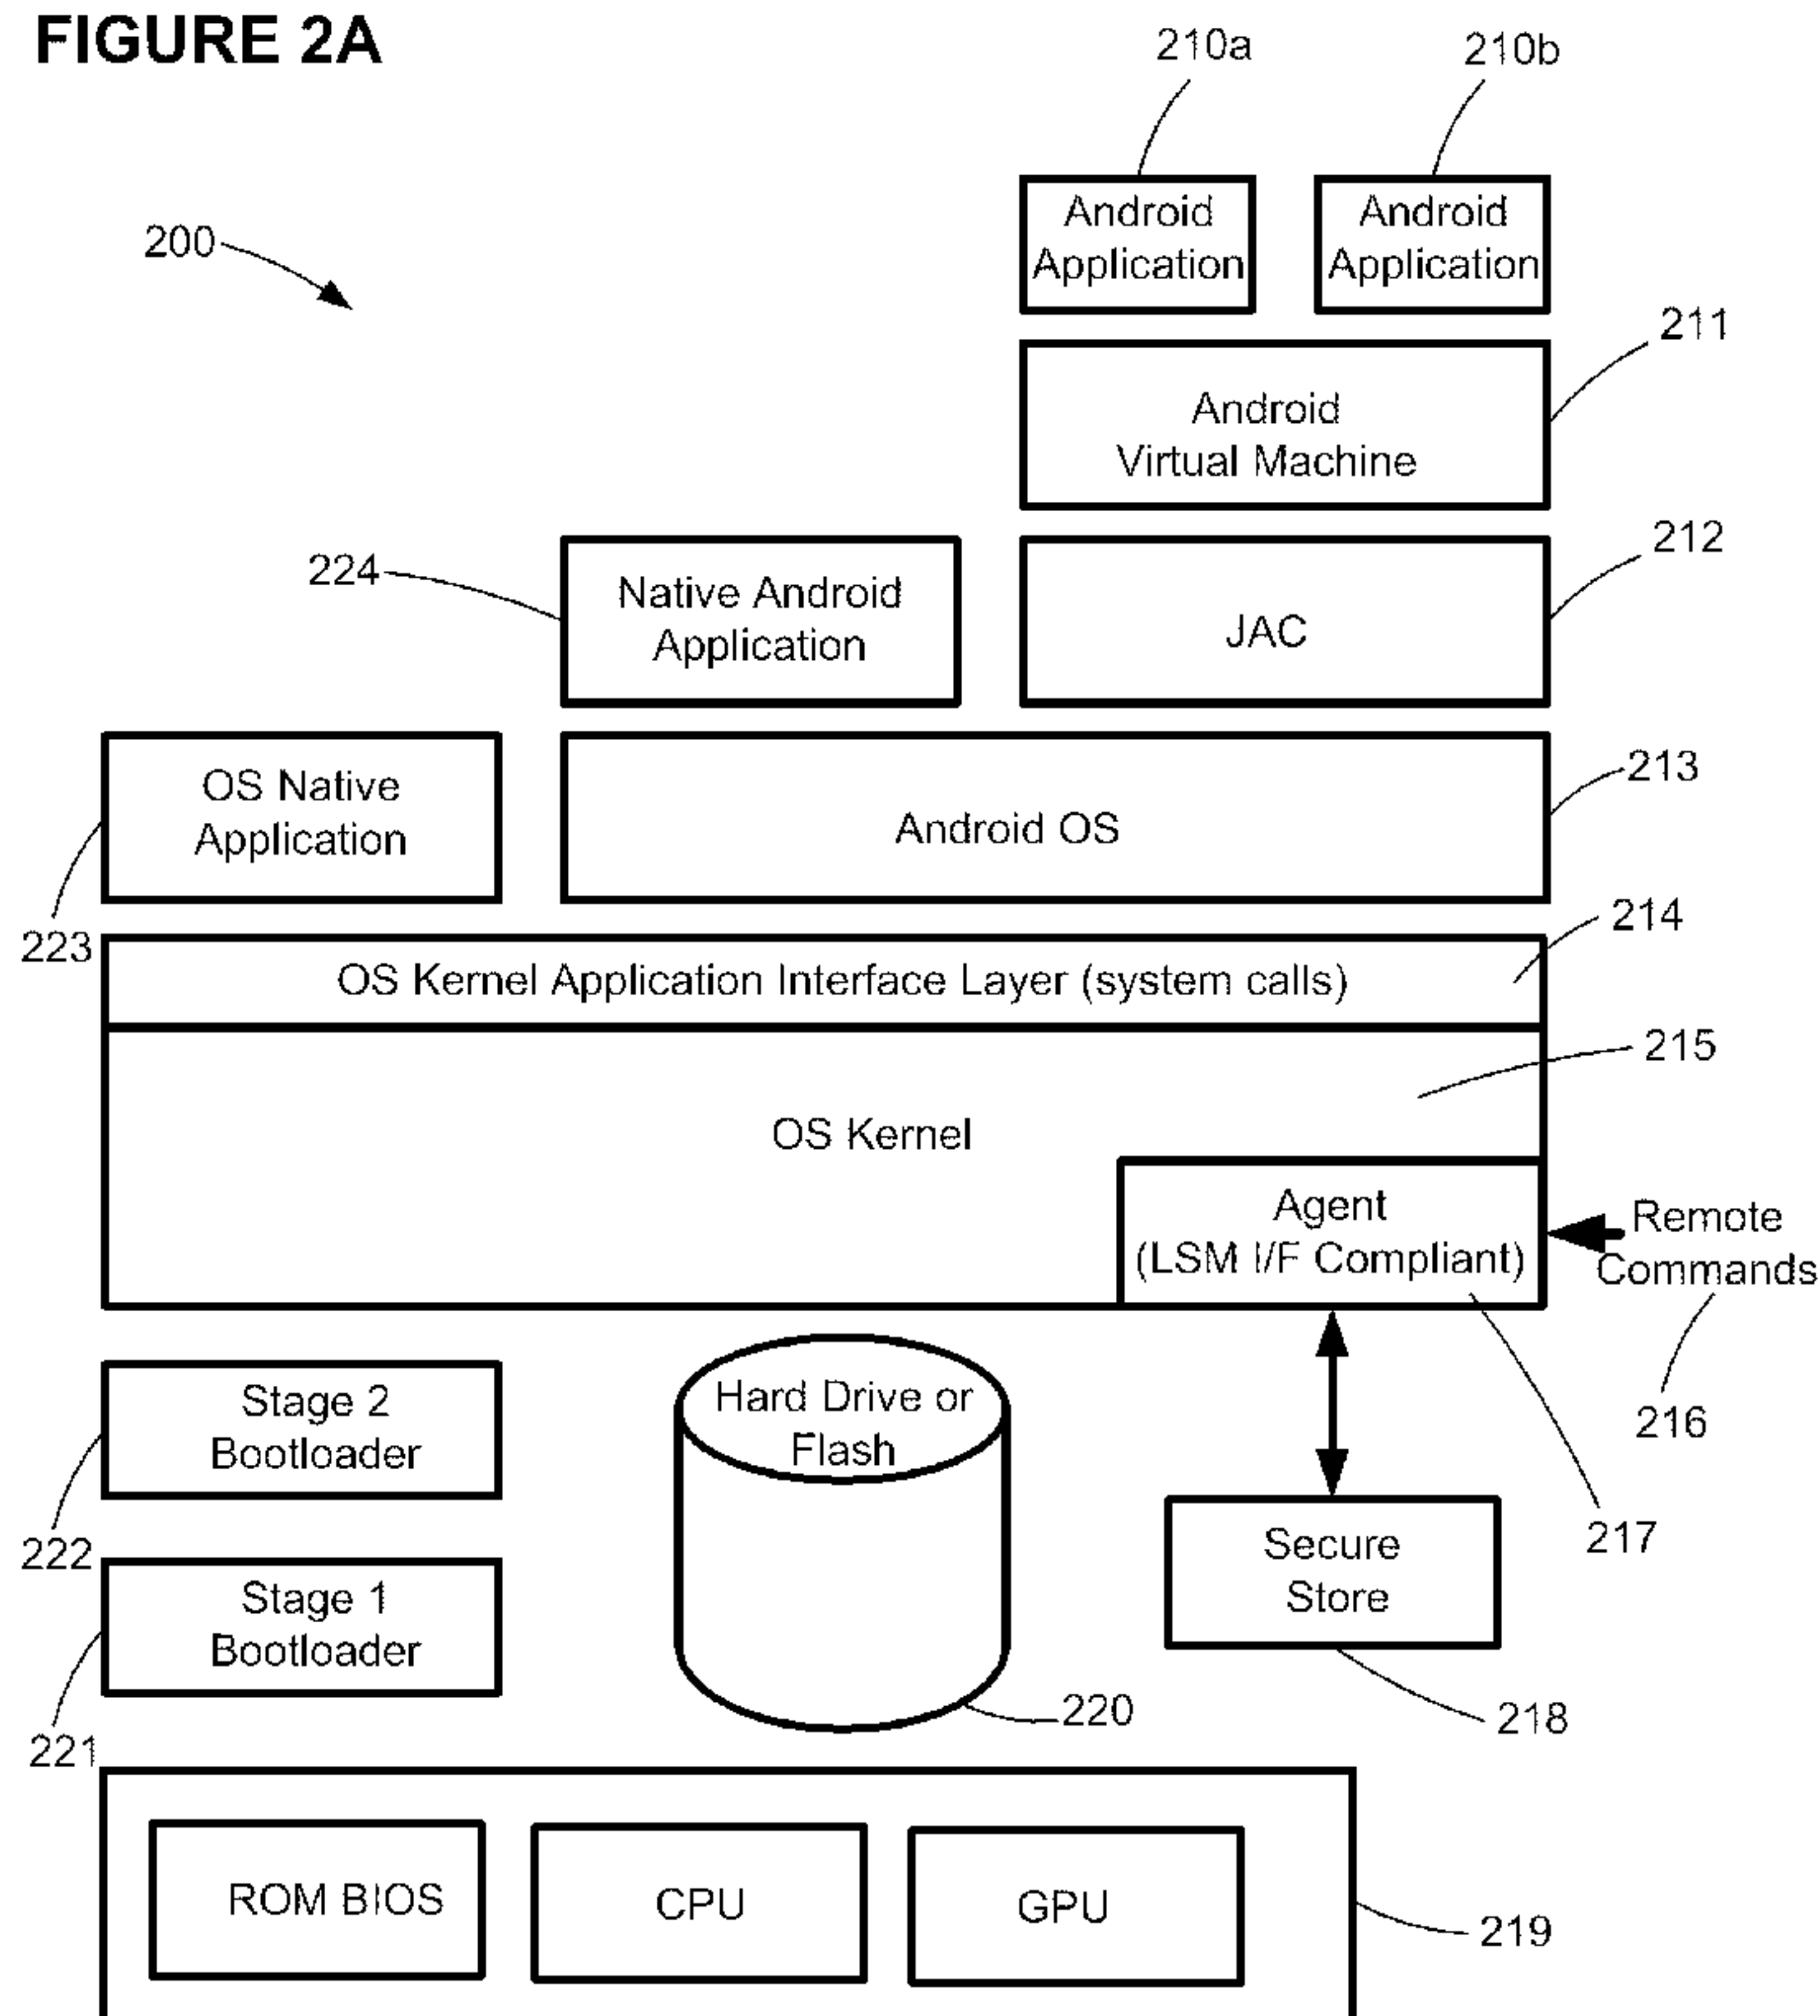 FIGURE 2A
210a
210b
200
Android
Application
Android
Application
211
Android
Virtual Machine
212
224
Native Android
Application
JAC
213
OS Native
Application
Android OS
214
223
OS Kernel Application Interface Layer (system calls)
215
OS Kernel
Agent
(LSM I/F Compliant)
Remote
Commands
216
Stage 2
Bootloader
Hard Drive or
Flash
217
222
Secure
Store
Stage 1
Bootloader
220
218
221
ROM BIOS
CPU
GPU
219